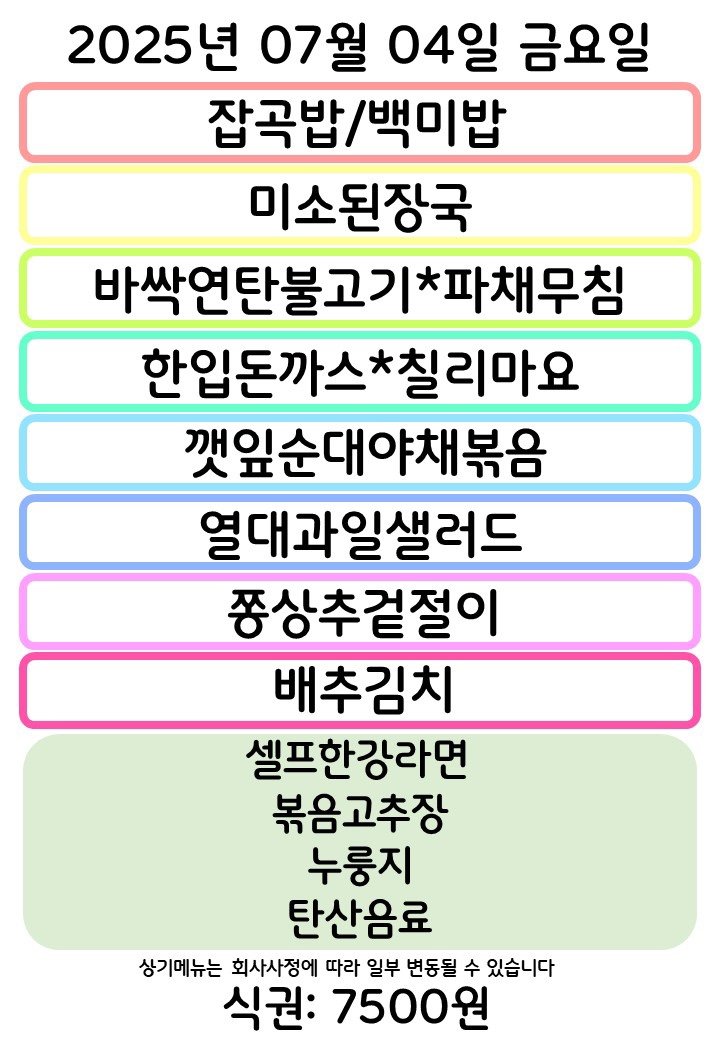 2025년 07월 04일 금요일
잡곡밥/백미밥
미소된장국
바싹연탄불고기*파채무침
한입돈까스*칠리마요
깻잎순대야채볶음
열대과일샐러드
쫑상추겉절이
배추김치
셀프한강라면
볶음고추장
누룽지
탄산음료
상기메뉴는 회사사정에 따라 일부 변동될 수 있습니다
식권: 7500원